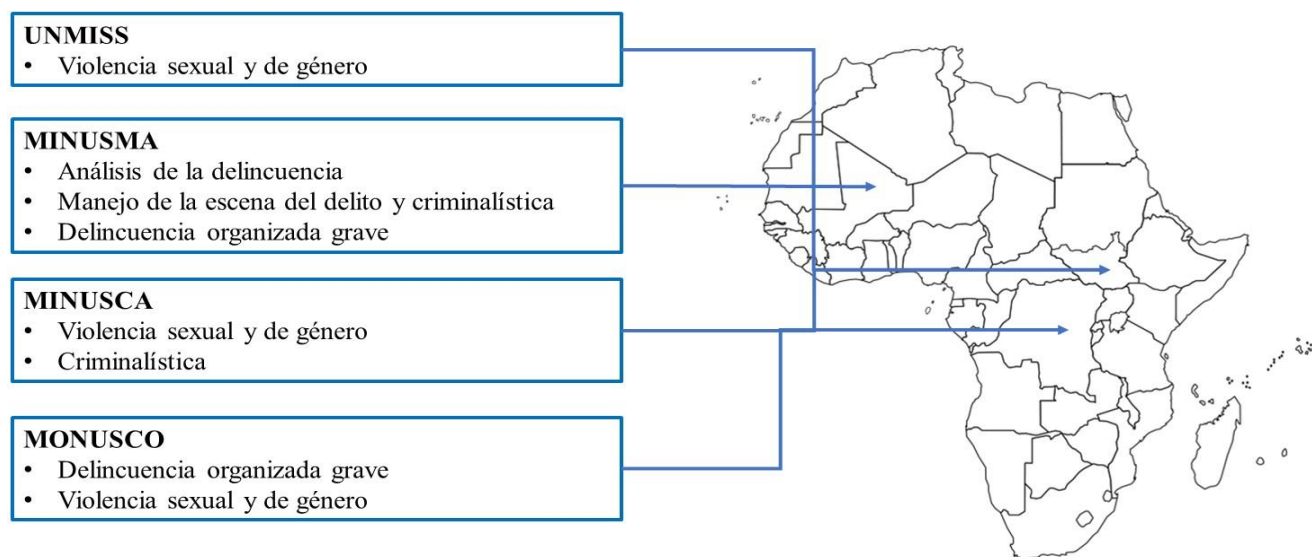 UNMISS
• Violencia sexual y de género
MINUSMA
• Análisis de la delincuencia
• Manejo de la escena del delito y criminalística
• Delincuencia organizada grave
MINUSCA
• Violencia sexual y de género
• Criminalística
MONUSCO
• Delincuencia organizada grave
• Violencia sexual y de género